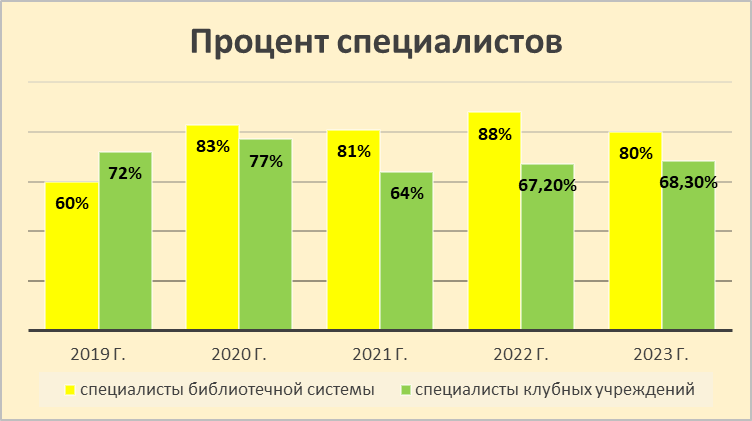 Процент специалистов
60%
72%
83%
77%
81%
64%
88%
67,20%
80%
68,30%
2019 Г.
2020 Г.
2021 Г.
2022 Г.
2023 Г.
специалисты библиотечной системы
специалисты клубных учреждений